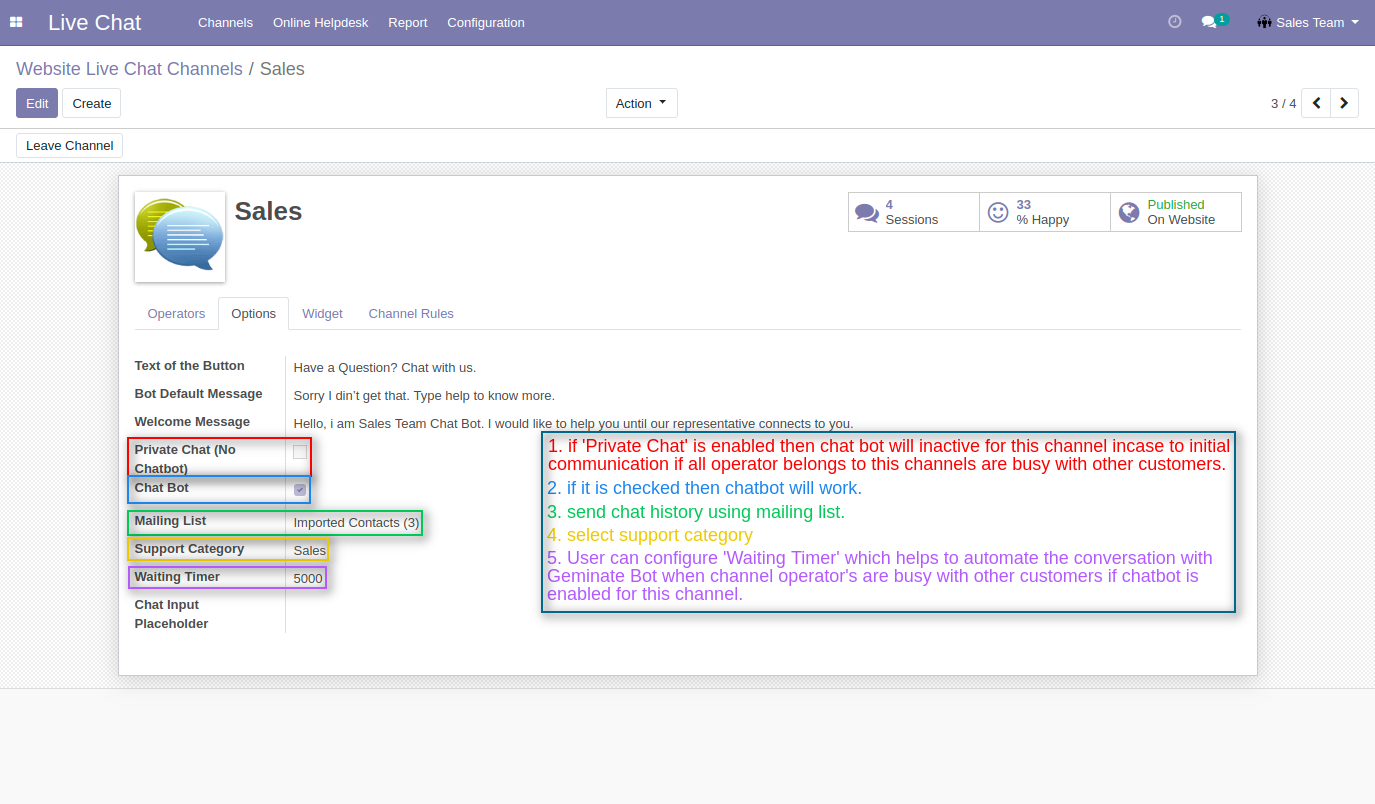 Live Chat
Channels
Online Helpdesk
Report
Configuration
1
Sales Team
Website Live Chat Channels / Sales
Edit
Create
Action
3 / 4
Leave Channel
Sales
4
Sessions
33
% Happy
Published
On Website
Operators
Options
Widget
Channel Rules
Text of the Button
Have a Question? Chat with us.
Bot Default Message
Sorry I din't get that. Type help to know more.
Welcome Message
Hello, i am Sales Team Chat Bot. I would like to help you until our representative connects to you.
Private Chat (No
Chatbot)
Chat Bot
Mailing List
Imported Contacts (3)
Support Category
Sales
Waiting Timer
5000
Chat Input
Placeholder
1. if 'Private Chat' is enabled then chat bot will inactive for this channel incase to initial
communication if all operator belongs to this channels are busy with other customers.
2. if it is checked then chatbot will work.
3. send chat history using mailing list.
4. select support category
5. User can configure 'Waiting Timer' which helps to automate the conversation with
Geminate Bot when channel operator's are busy with other customers if chatbot is
enabled for this channel.